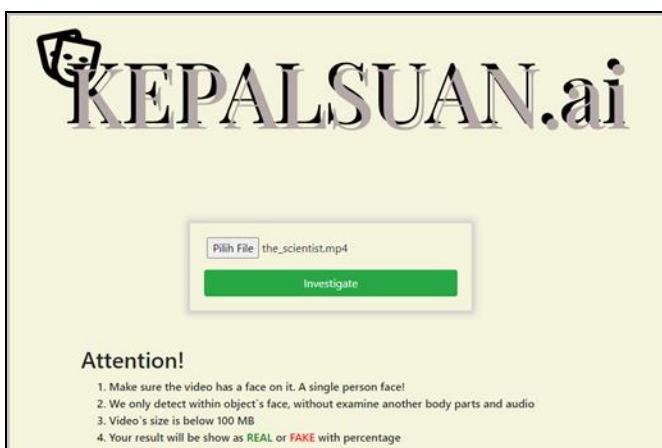 KEPALSUAN.ai
Pilih File the_scientist.mp4
Investigate
Attention!
1. Make sure the video has a face on it. A single person face!
2. We only detect within object`s face, without examine another body parts and audio
3. Video`s size is below 100 MB
4. Your result will be show as REAL or FAKE with percentage